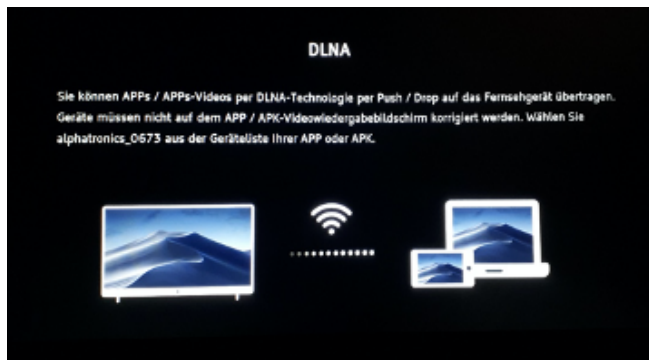 DLNA
Sie können APPs / APPs-Videos per DLNA-Technologie per Push / Drop auf das Fernsehgerät übertragen.
Geräte müssen nicht auf dem APP / APK-Videowiedergabebildschirm korrigiert werden. Wählen Sie
alphatronics_0673 aus der Geräteliste Ihrer APP oder APK.